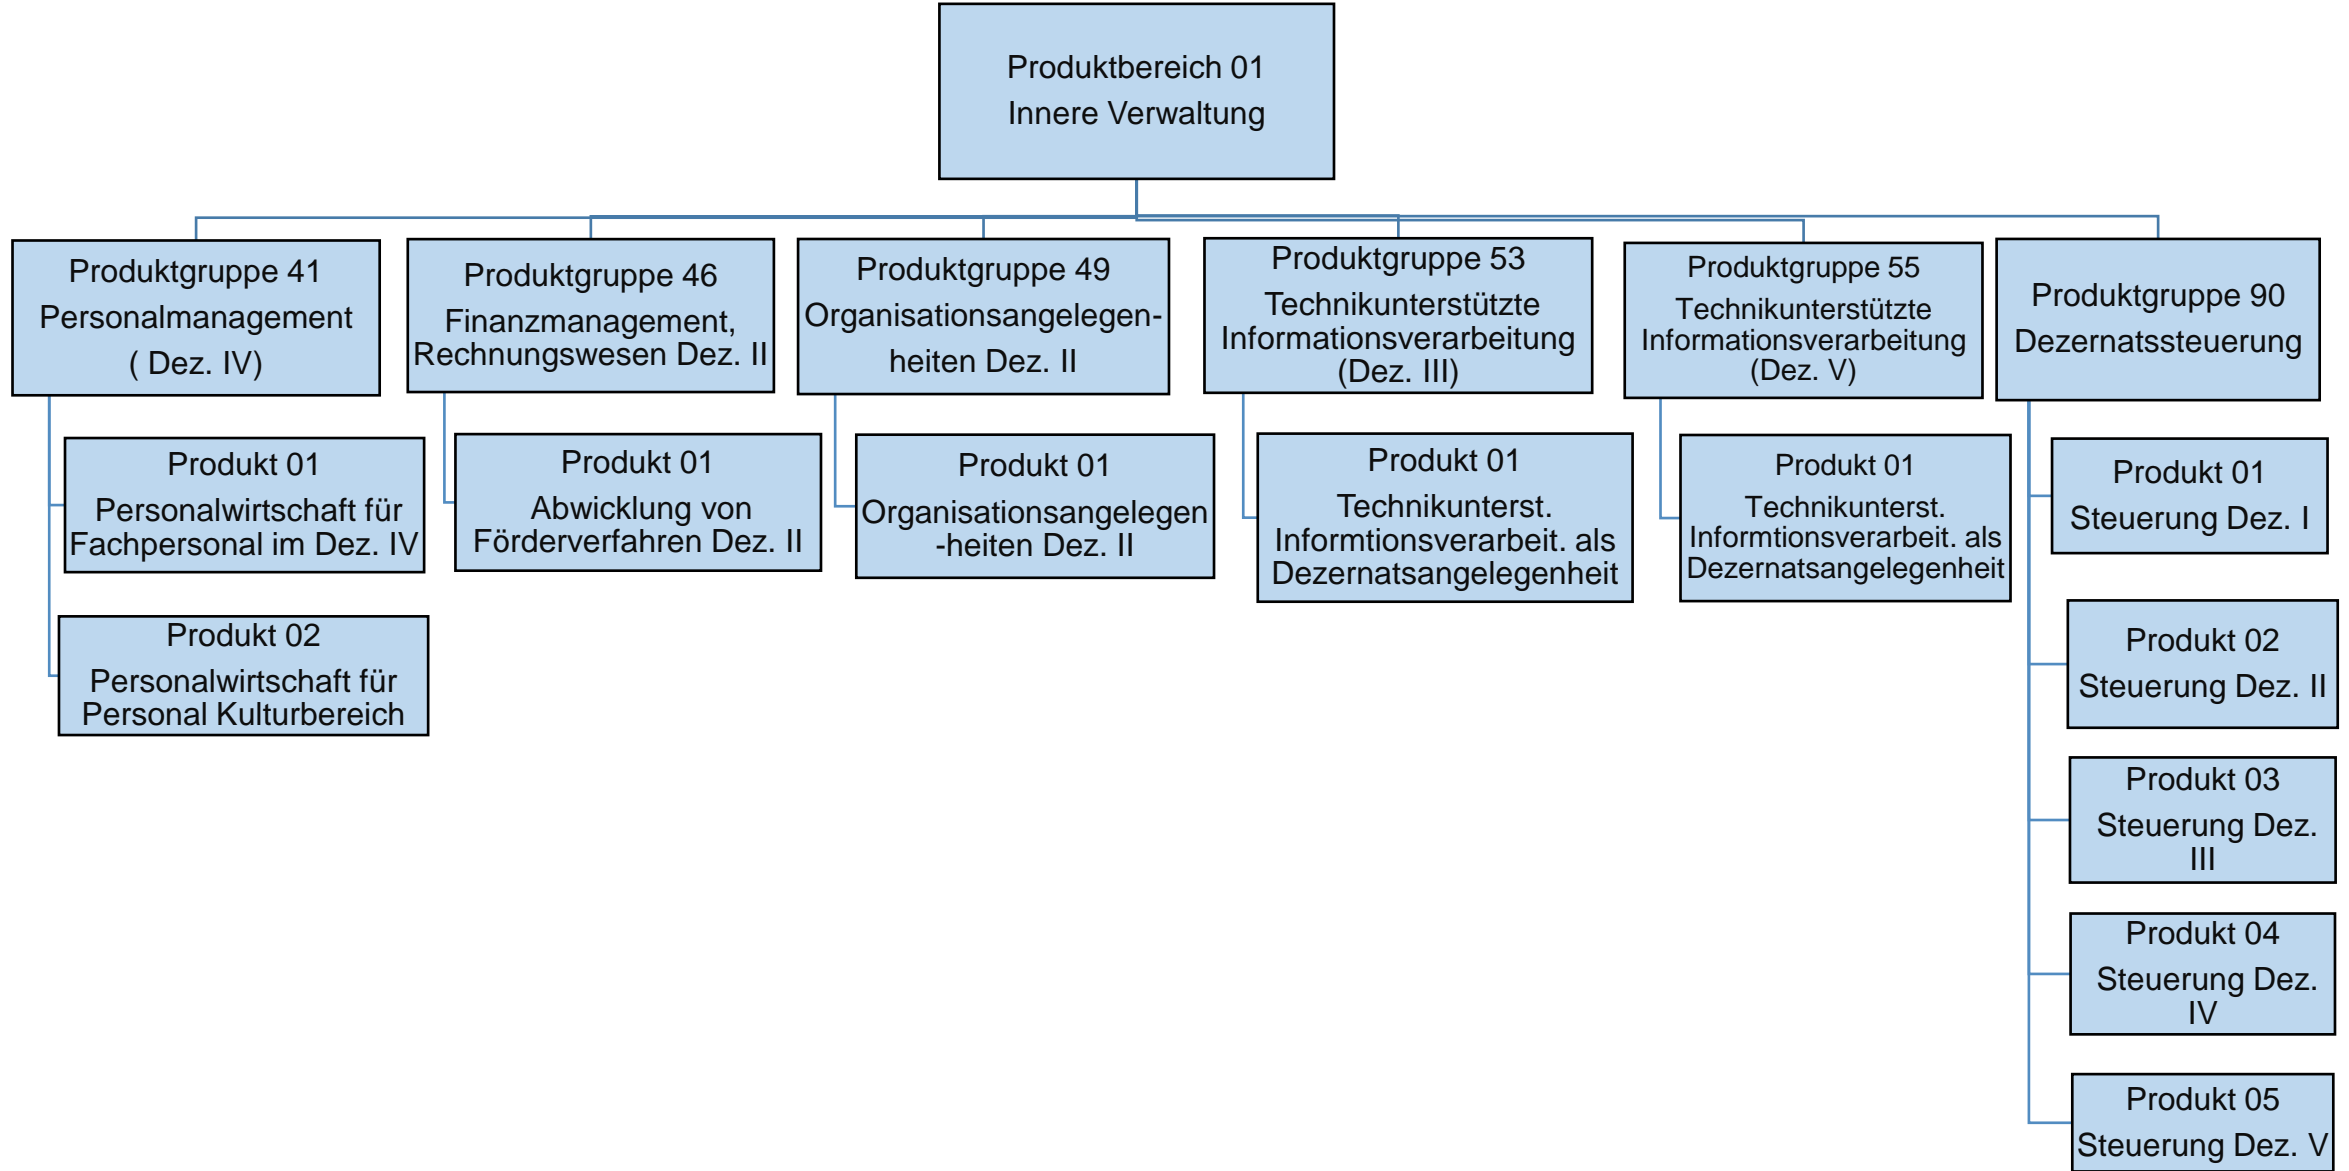 Produktbereich 01
Innere Verwaltung
Produktgruppe 41
Personalmanagement
( Dez. IV)
Produkt 01
Personalwirtschaft für
Fachpersonal im Dez. IV
Produkt 02
Personalwirtschaft für
Personal Kulturbereich
Produktgruppe 46
Finanzmanagement,
Rechnungswesen Dez. II
Produkt 01
Abwicklung von
Förderverfahren Dez. II
Produktgruppe 49
Organisationsangelegen-
heiten Dez. II
Produkt 01
Organisationsangelegen
-heiten Dez. II
Produktgruppe 53
Technikunterstützte
Informationsverarbeitung
(Dez. III)
Produkt 01
Technikunterst.
Informtionsverarbeit. als
Dezernatsangelegenheit
Produktgruppe 55
Technikunterstützte
Informationsverarbeitung
(Dez. V)
Produkt 01
Technikunterst.
Informtionsverarbeit. als
Dezernatsangelegenheit
Produktgruppe 90
Dezernatssteuerung
Produkt 01
Steuerung Dez. I
Produkt 02
Steuerung Dez. II
Produkt 03
Steuerung Dez.
III
Produkt 04
Steuerung Dez.
IV
Produkt 05
Steuerung Dez. V